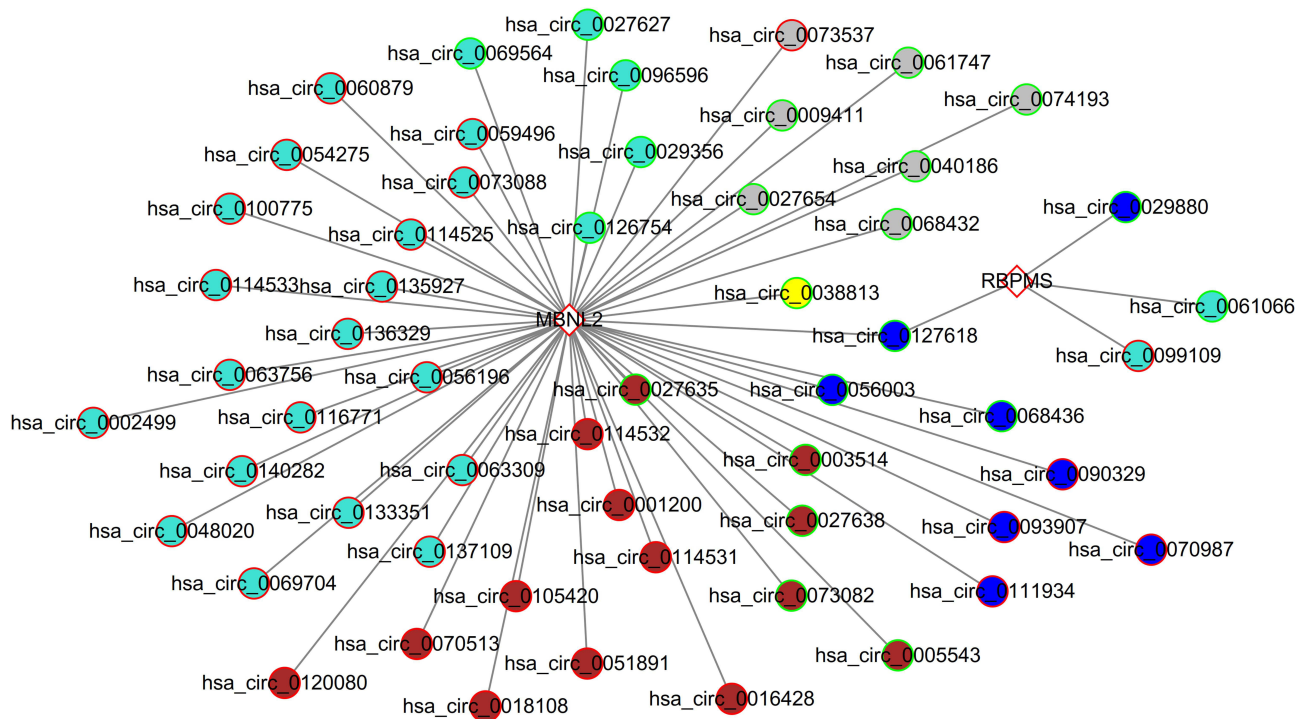 hsa_circ_0027627
hsa_circ_0073537
hsa_circ_0069564
hsa_circ_0061747
hsa_circ_0096596
hsa_circ_0060879
hsa_circ_0074193
hsa_circ_0009411
hsa_circ_0059496
hsa_circ_0029356
hsa_circ_0054275
hsa_circ_0040186
hsa_circ_0073088
hsa_circ_0027654
hsa_circ_0100775
hsa_circ_0029880
hsa_circ_0068432
hsa_circ_0126754
hsa_circ_0114525
RBPMS
hsa_circ_0114533
hsa_circ_0135927
hsa_circ_0038813
hsa_circ_0061066
MBNL2
hsa_circ_0136329
hsa_circ_0127618
hsa_circ_0099109
hsa_circ_0063756
hsa_circ_0056196
hsa_circ_0027635
hsa_circ_0056003
hsa_circ_0068436
hsa_circ_0116771
hsa_circ_0002499
hsa_circ_0114532
hsa_circ_0003514
hsa_circ_0140282
hsa_circ_0063309
hsa_circ_0090329
hsa_circ_0001200
hsa_circ_0133351
hsa_circ_0027638
hsa_circ_0093907
hsa_circ_0048020
hsa_circ_0137109
hsa_circ_0114531
hsa_circ_0070987
hsa_circ_0069704
hsa_circ_0111934
hsa_circ_0105420
hsa_circ_0073082
hsa_circ_0070513
hsa_circ_0005543
hsa_circ_0051891
hsa_circ_0120080
hsa_circ_0016428
hsa_circ_0018108